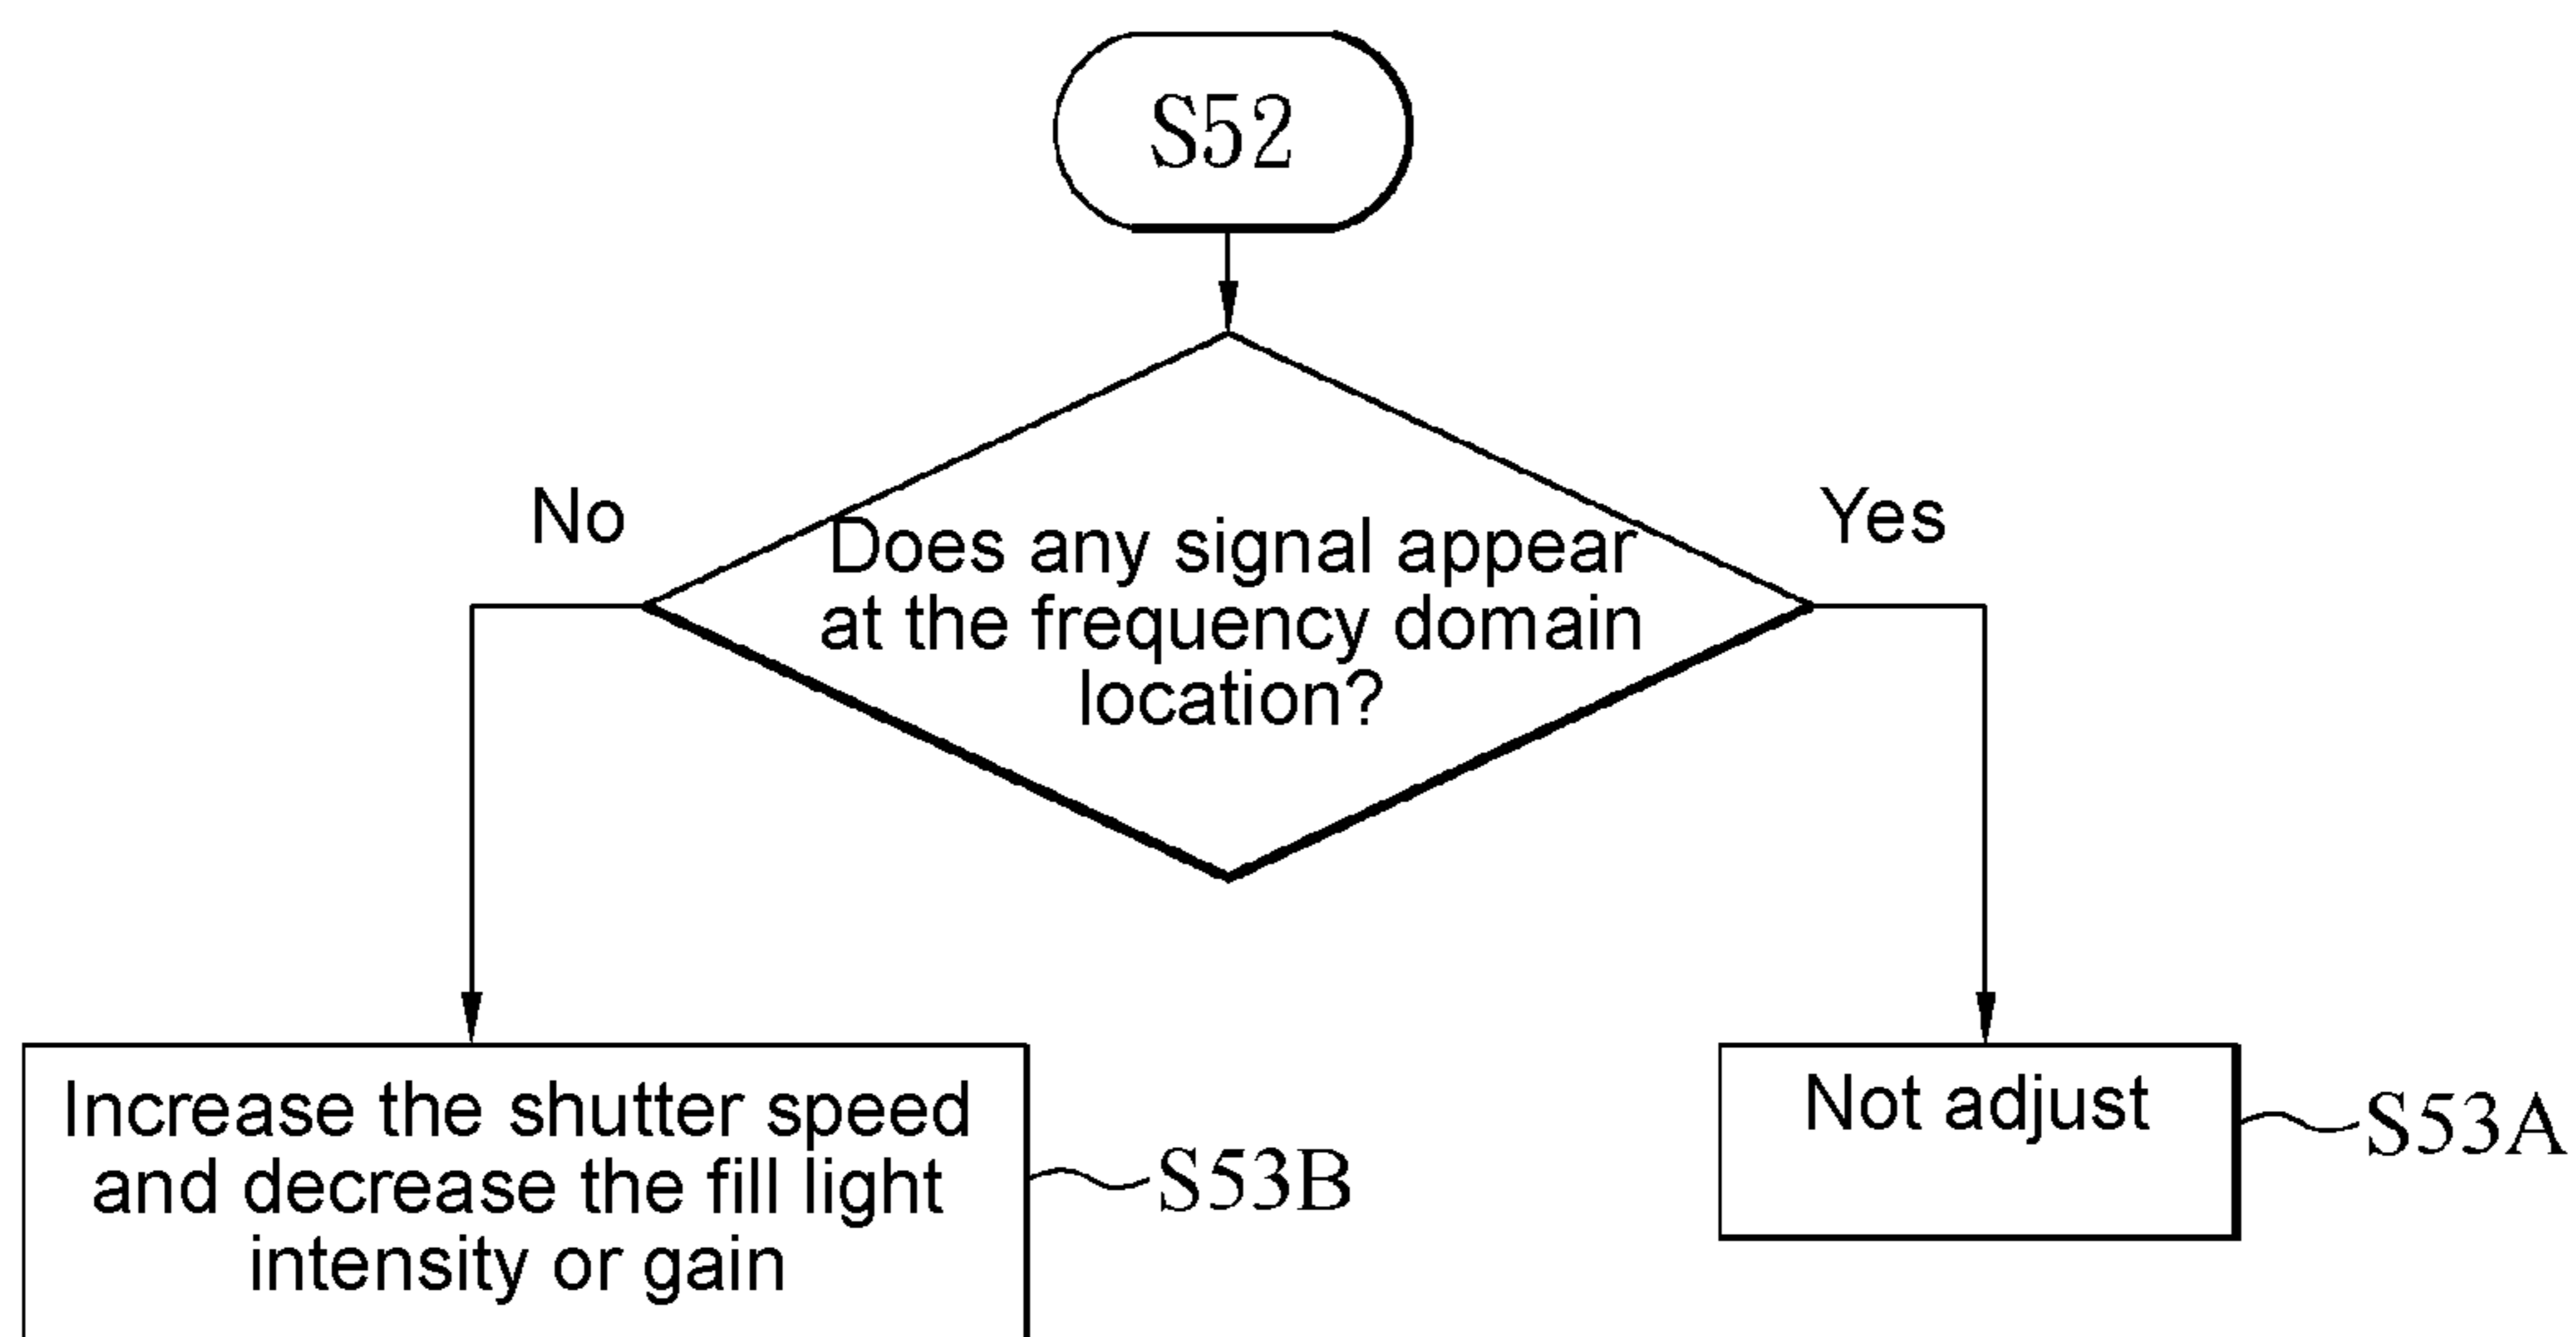 S52
No
Yes
Does any signal appear
at the frequency domain
location?
Increase the shutter speed
and decrease the fill light
intensity or gain
S53B
Not adjust
S53A